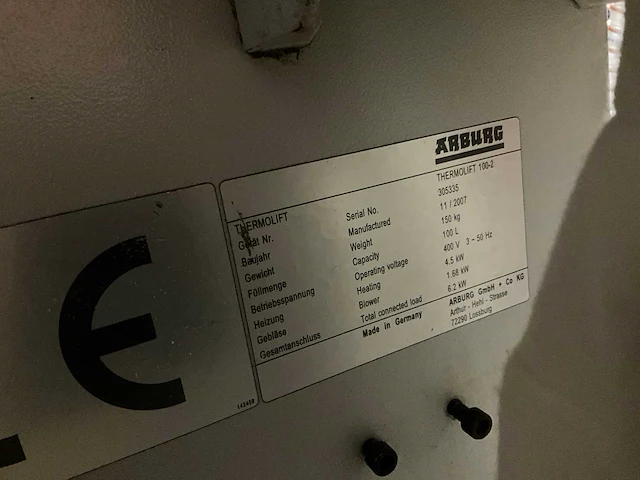 ARBURG
THERMOLIFT THERMOLIFT 100-2
Gerät Nr. Serial No. 305335
Baujahr Manufactured 11 / 2007
Gewicht Weight 150 kg
Füllmenge Capacity 100 L
Betriebsspannung Operating voltage 400 V 3 ~ 50 Hz
Heizung Heating 4.5 kW
Gebläse Blower 1.68 kW
Gesamtanschluss Total connected load 6.2 kW
Made in Germany ARBURG GmbH + Co KG
Arthur - Hehl - Strasse
72290 Lossburg
CE